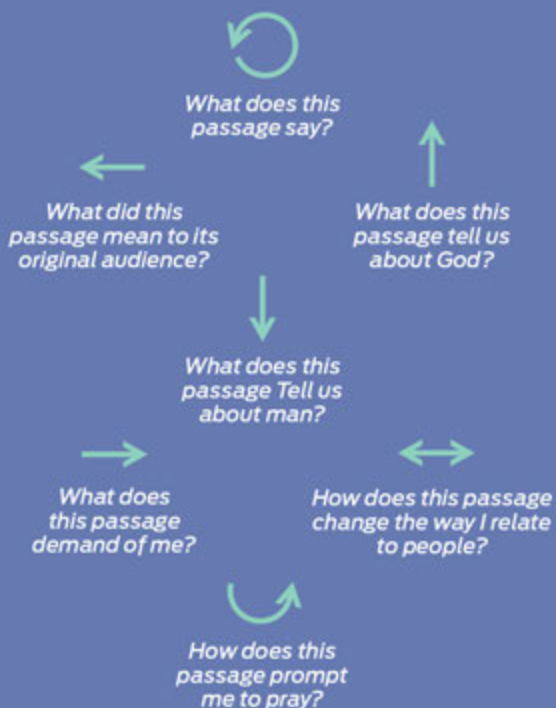 What does this
passage say?
What did this
passage mean to its
original audience?
What does this
passage tell us
about God?
What does this
passage Tell us
about man?
What does
this passage
demand of me?
How does this passage
change the way I relate
to people?
How does this
passage prompt
me to pray?